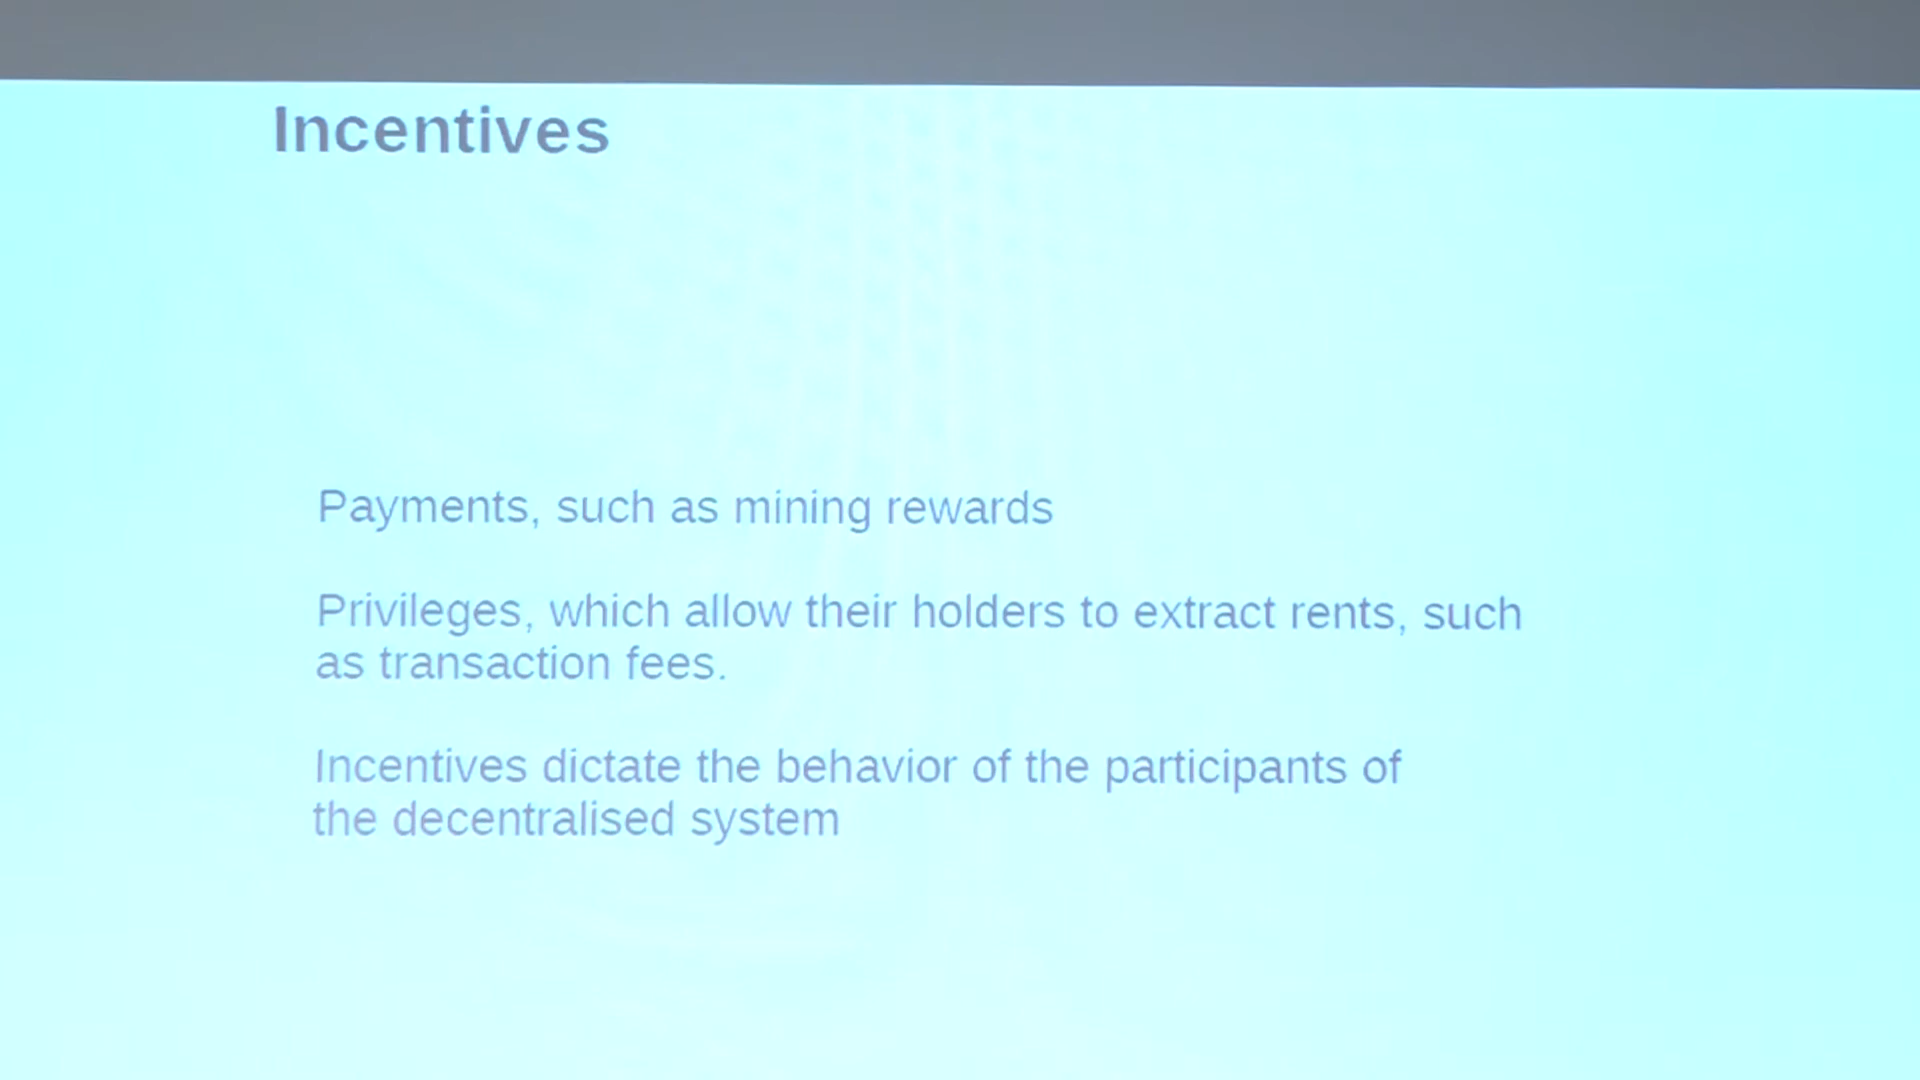 Incentives
Payments, such as mining rewards
Privileges, which allow their holders to extract rents, such
as transaction fees.
Incentives dictate the behavior of the participants of
the decentralised system